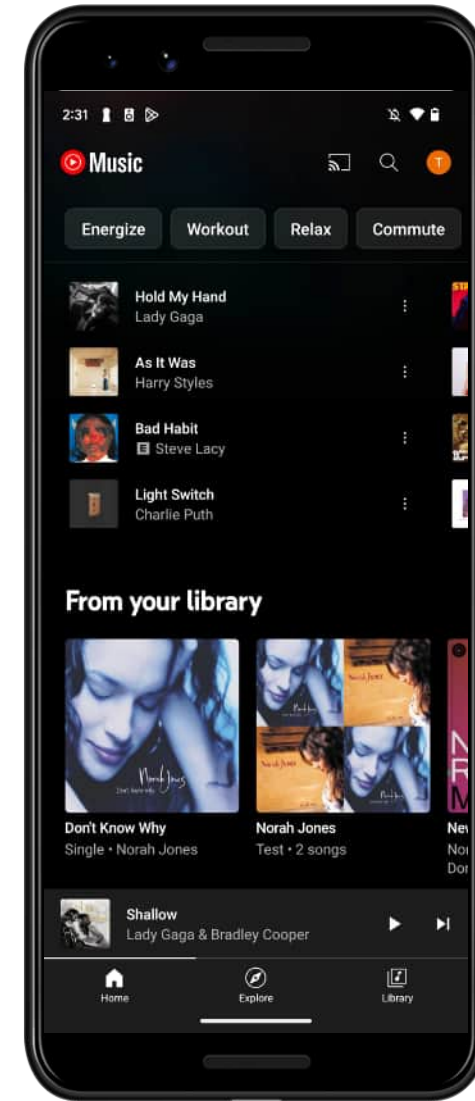 2:31
Music
T
Energize
Workout
Relax
Commute
Hold My Hand
Lady Gaga
As It Was
Harry Styles
Bad Habit
E Steve Lacy
Light Switch
Charlie Puth
From your library
Norah Jones
Don't Know Why
Single • Norah Jones
Norah Jones
Test • 2 songs
Shallow
Lady Gaga & Bradley Cooper
Home
Explore
Library